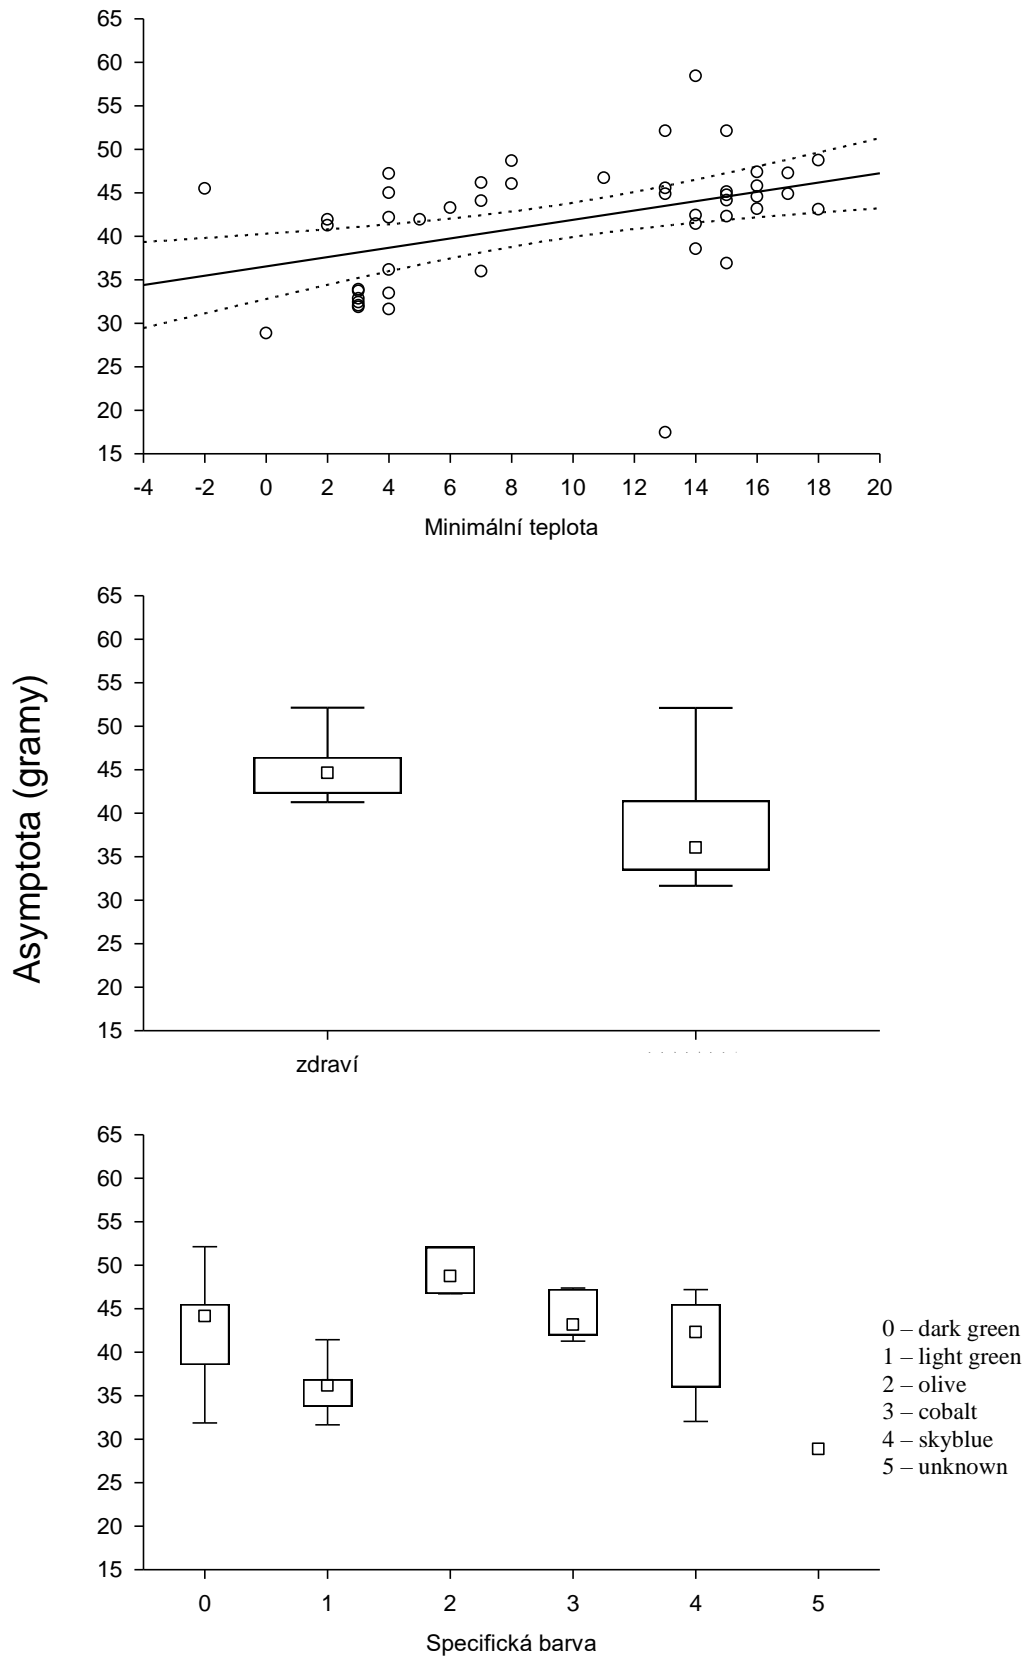 65
60
55
50
45
40
35
30
25
20
15
-4 -2 0 2 4 6 8 10 12 14 16 18 20
Minimální teplota
Asymptota (gramy)
65
60
55
50
45
40
35
30
25
20
15
zdraví
65
60
55
50
45
40
35
30
25
20
15
0 1 2 3 4 5
Specifická barva
0 – dark green
1 – light green
2 – olive
3 – cobalt
4 – skyblue
5 – unknown